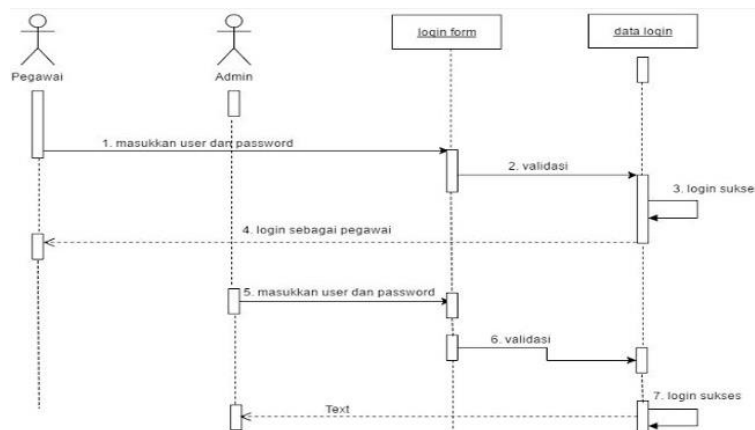 login form
data login
Pegawai
Admin
1. masukkan user dan password
2. validasi
3. login sukse
4. login sebagai pegawai
5. masukkan user dan password
6. validasi
7. login sukses
Text